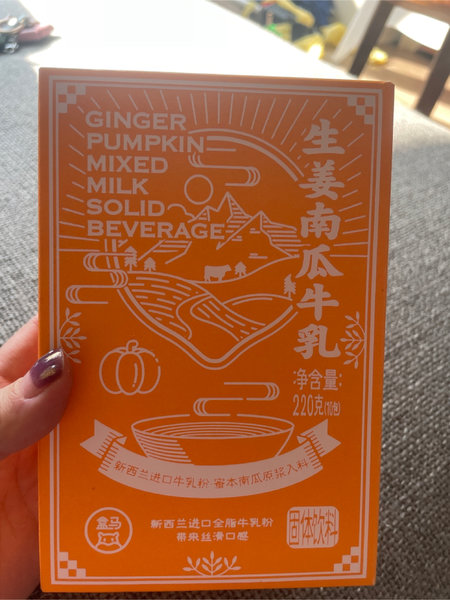 GINGER
PUMPKIN
MIXED
MILK
SOLID
BEVERAGE
生姜南瓜牛乳
净含量:
220克(10包)
新西兰进口牛乳粉·蜜本南瓜原浆入料
盒马
新西兰进口全脂牛乳粉
带来丝滑口感
固体饮料